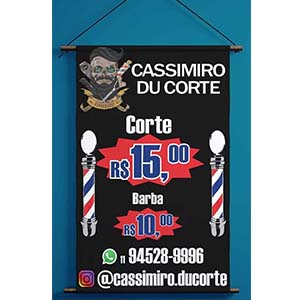 CASSIMIRO
DU CORTE
Corte
R$15,00
Barba
R$10,00
11 94528-9996
@cassimiro.ducorte